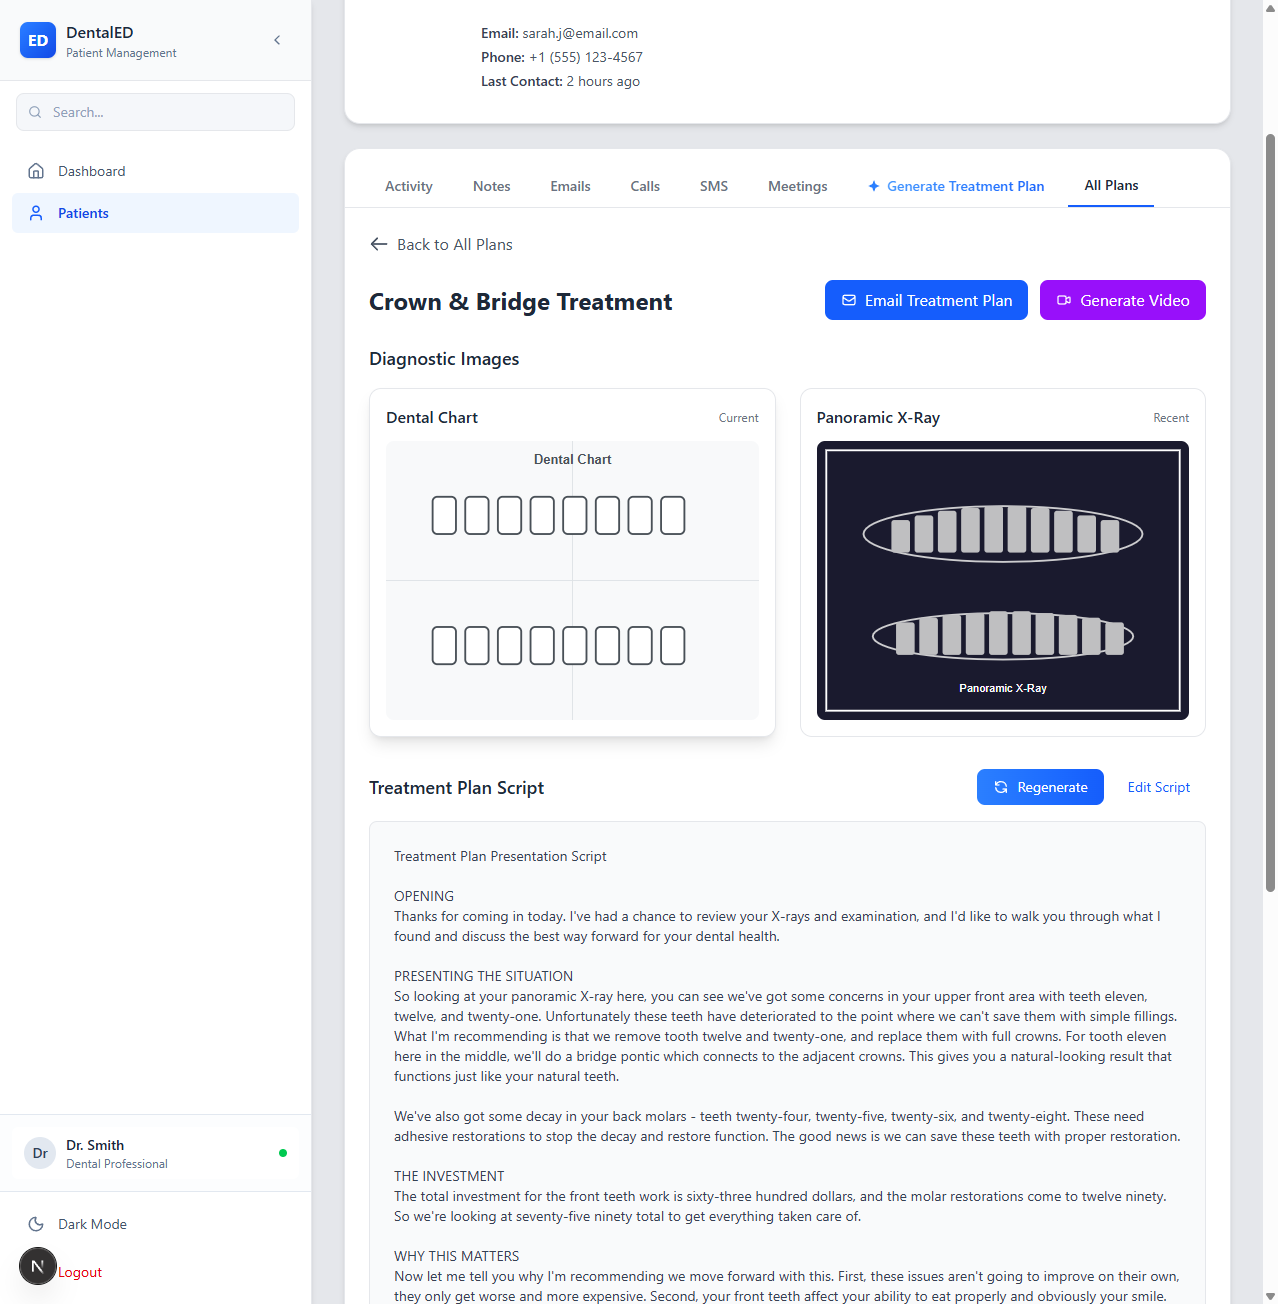 ED
DentalED
Patient Management
Search...
Dashboard
Patients
Dr
Dr. Smith
Dental Professional
Dark Mode
N
Logout
Email: sarah.j@email.com
Phone: +1 (555) 123-4567
Last Contact: 2 hours ago
Activity Notes Emails Calls SMS Meetings Generate Treatment Plan All Plans
Back to All Plans
Crown & Bridge Treatment
Email Treatment Plan Generate Video
Diagnostic Images
Dental Chart Current
Dental Chart
Panoramic X-Ray Recent
Panoramic X-Ray
Treatment Plan Script
Regenerate Edit Script
Treatment Plan Presentation Script
OPENING
Thanks for coming in today. I've had a chance to review your X-rays and examination, and I'd like to walk you through what I
found and discuss the best way forward for your dental health.
PRESENTING THE SITUATION
So looking at your panoramic X-ray here, you can see we've got some concerns in your upper front area with teeth eleven,
twelve, and twenty-one. Unfortunately these teeth have deteriorated to the point where we can't save them with simple fillings.
What I'm recommending is that we remove tooth twelve and twenty-one, and replace them with full crowns. For tooth eleven
here in the middle, we'll do a bridge pontic which connects to the adjacent crowns. This gives you a natural-looking result that
functions just like your natural teeth.
We've also got some decay in your back molars - teeth twenty-four, twenty-five, twenty-six, and twenty-eight. These need
adhesive restorations to stop the decay and restore function. The good news is we can save these teeth with proper restoration.
THE INVESTMENT
The total investment for the front teeth work is sixty-three hundred dollars, and the molar restorations come to twelve ninety.
So we're looking at seventy-five ninety total to get everything taken care of.
WHY THIS MATTERS
Now let me tell you why I'm recommending we move forward with this. First, these issues aren't going to improve on their own,
they only get worse and more expensive. Second, your front teeth affect your ability to eat properly and obviously your smile.